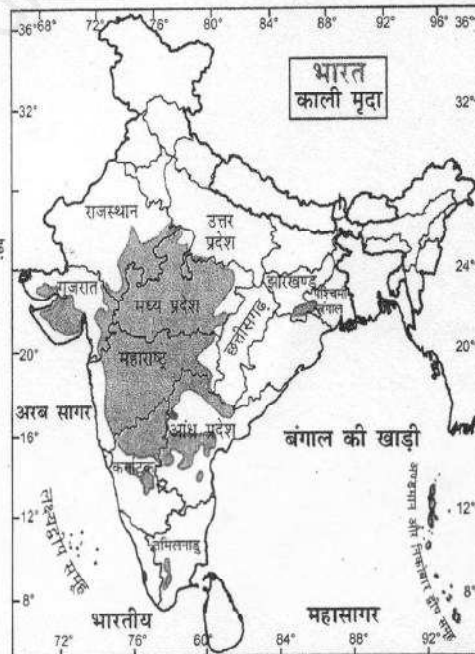 36°68° 72° 76° 80° 84° 88° 92° 96° 36°
भारत
काली मृदा
32° 32°
राजस्थान
उत्तर
प्रदेश
24° 24°
गुजरात
झारखण्ड
पश्चिमी
बंगाल
मध्य प्रदेश
छत्तीसगढ़
20° 20°
महाराष्ट्र
अरब सागर
आंध्र प्रदेश
बंगाल की खाड़ी
16° 16°
कर्नाटक
लक्ष्यद्वीप समूह
अण्डमान और निकोबार द्वीप समूह
12° 12°
तमिलनाडु
8° 8°
भारतीय
महासागर
72° 76° 80° 84° 88° 92°